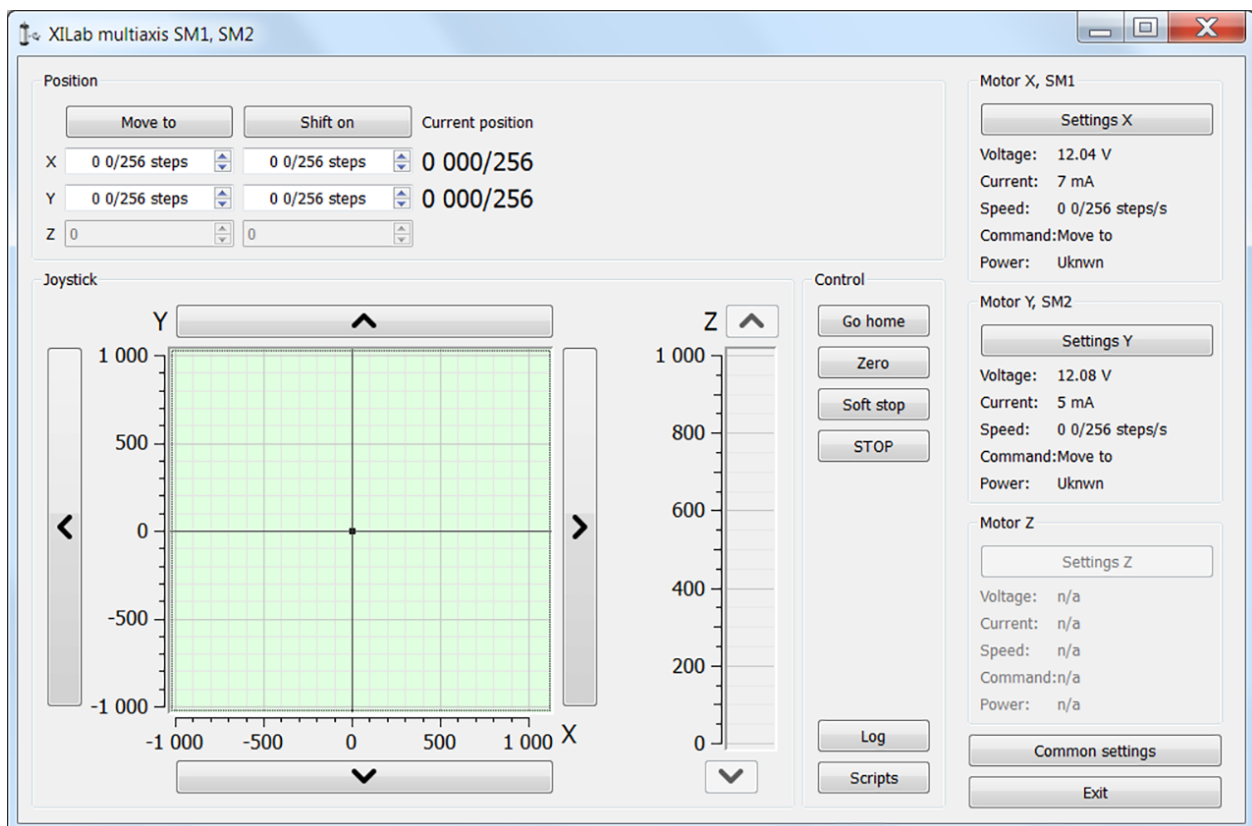 XILab multiaxis SM1, SM2
Position
Move to Shift on Current position
X 0 0/256 steps 0 0/256 steps 0 000/256
Y 0 0/256 steps 0 0/256 steps 0 000/256
Z 0 0
Joystick
Y
1 000
500
0
-500
-1 000
-1 000 -500 0 500 1 000 X
Z
1 000
800
600
400
200
0
Control
Go home
Zero
Soft stop
STOP
Log
Scripts
Motor X, SM1
Settings X
Voltage: 12.04 V
Current: 7 mA
Speed: 0 0/256 steps/s
Command:Move to
Power: Uknwn
Motor Y, SM2
Settings Y
Voltage: 12.08 V
Current: 5 mA
Speed: 0 0/256 steps/s
Command:Move to
Power: Uknwn
Motor Z
Settings Z
Voltage: n/a
Current: n/a
Speed: n/a
Command:n/a
Power: n/a
Common settings
Exit